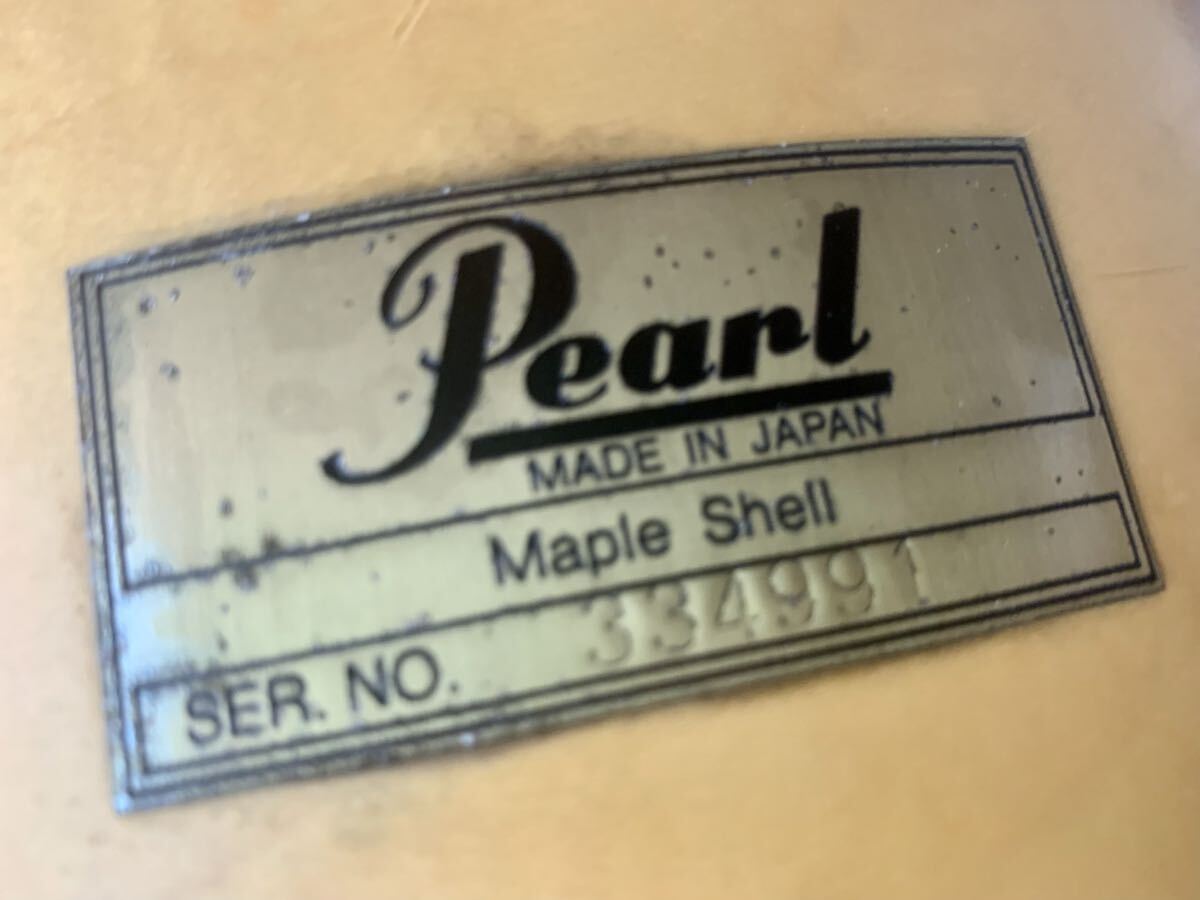 Pearl
MADE IN JAPAN
Maple Shell
SER. NO. 334991